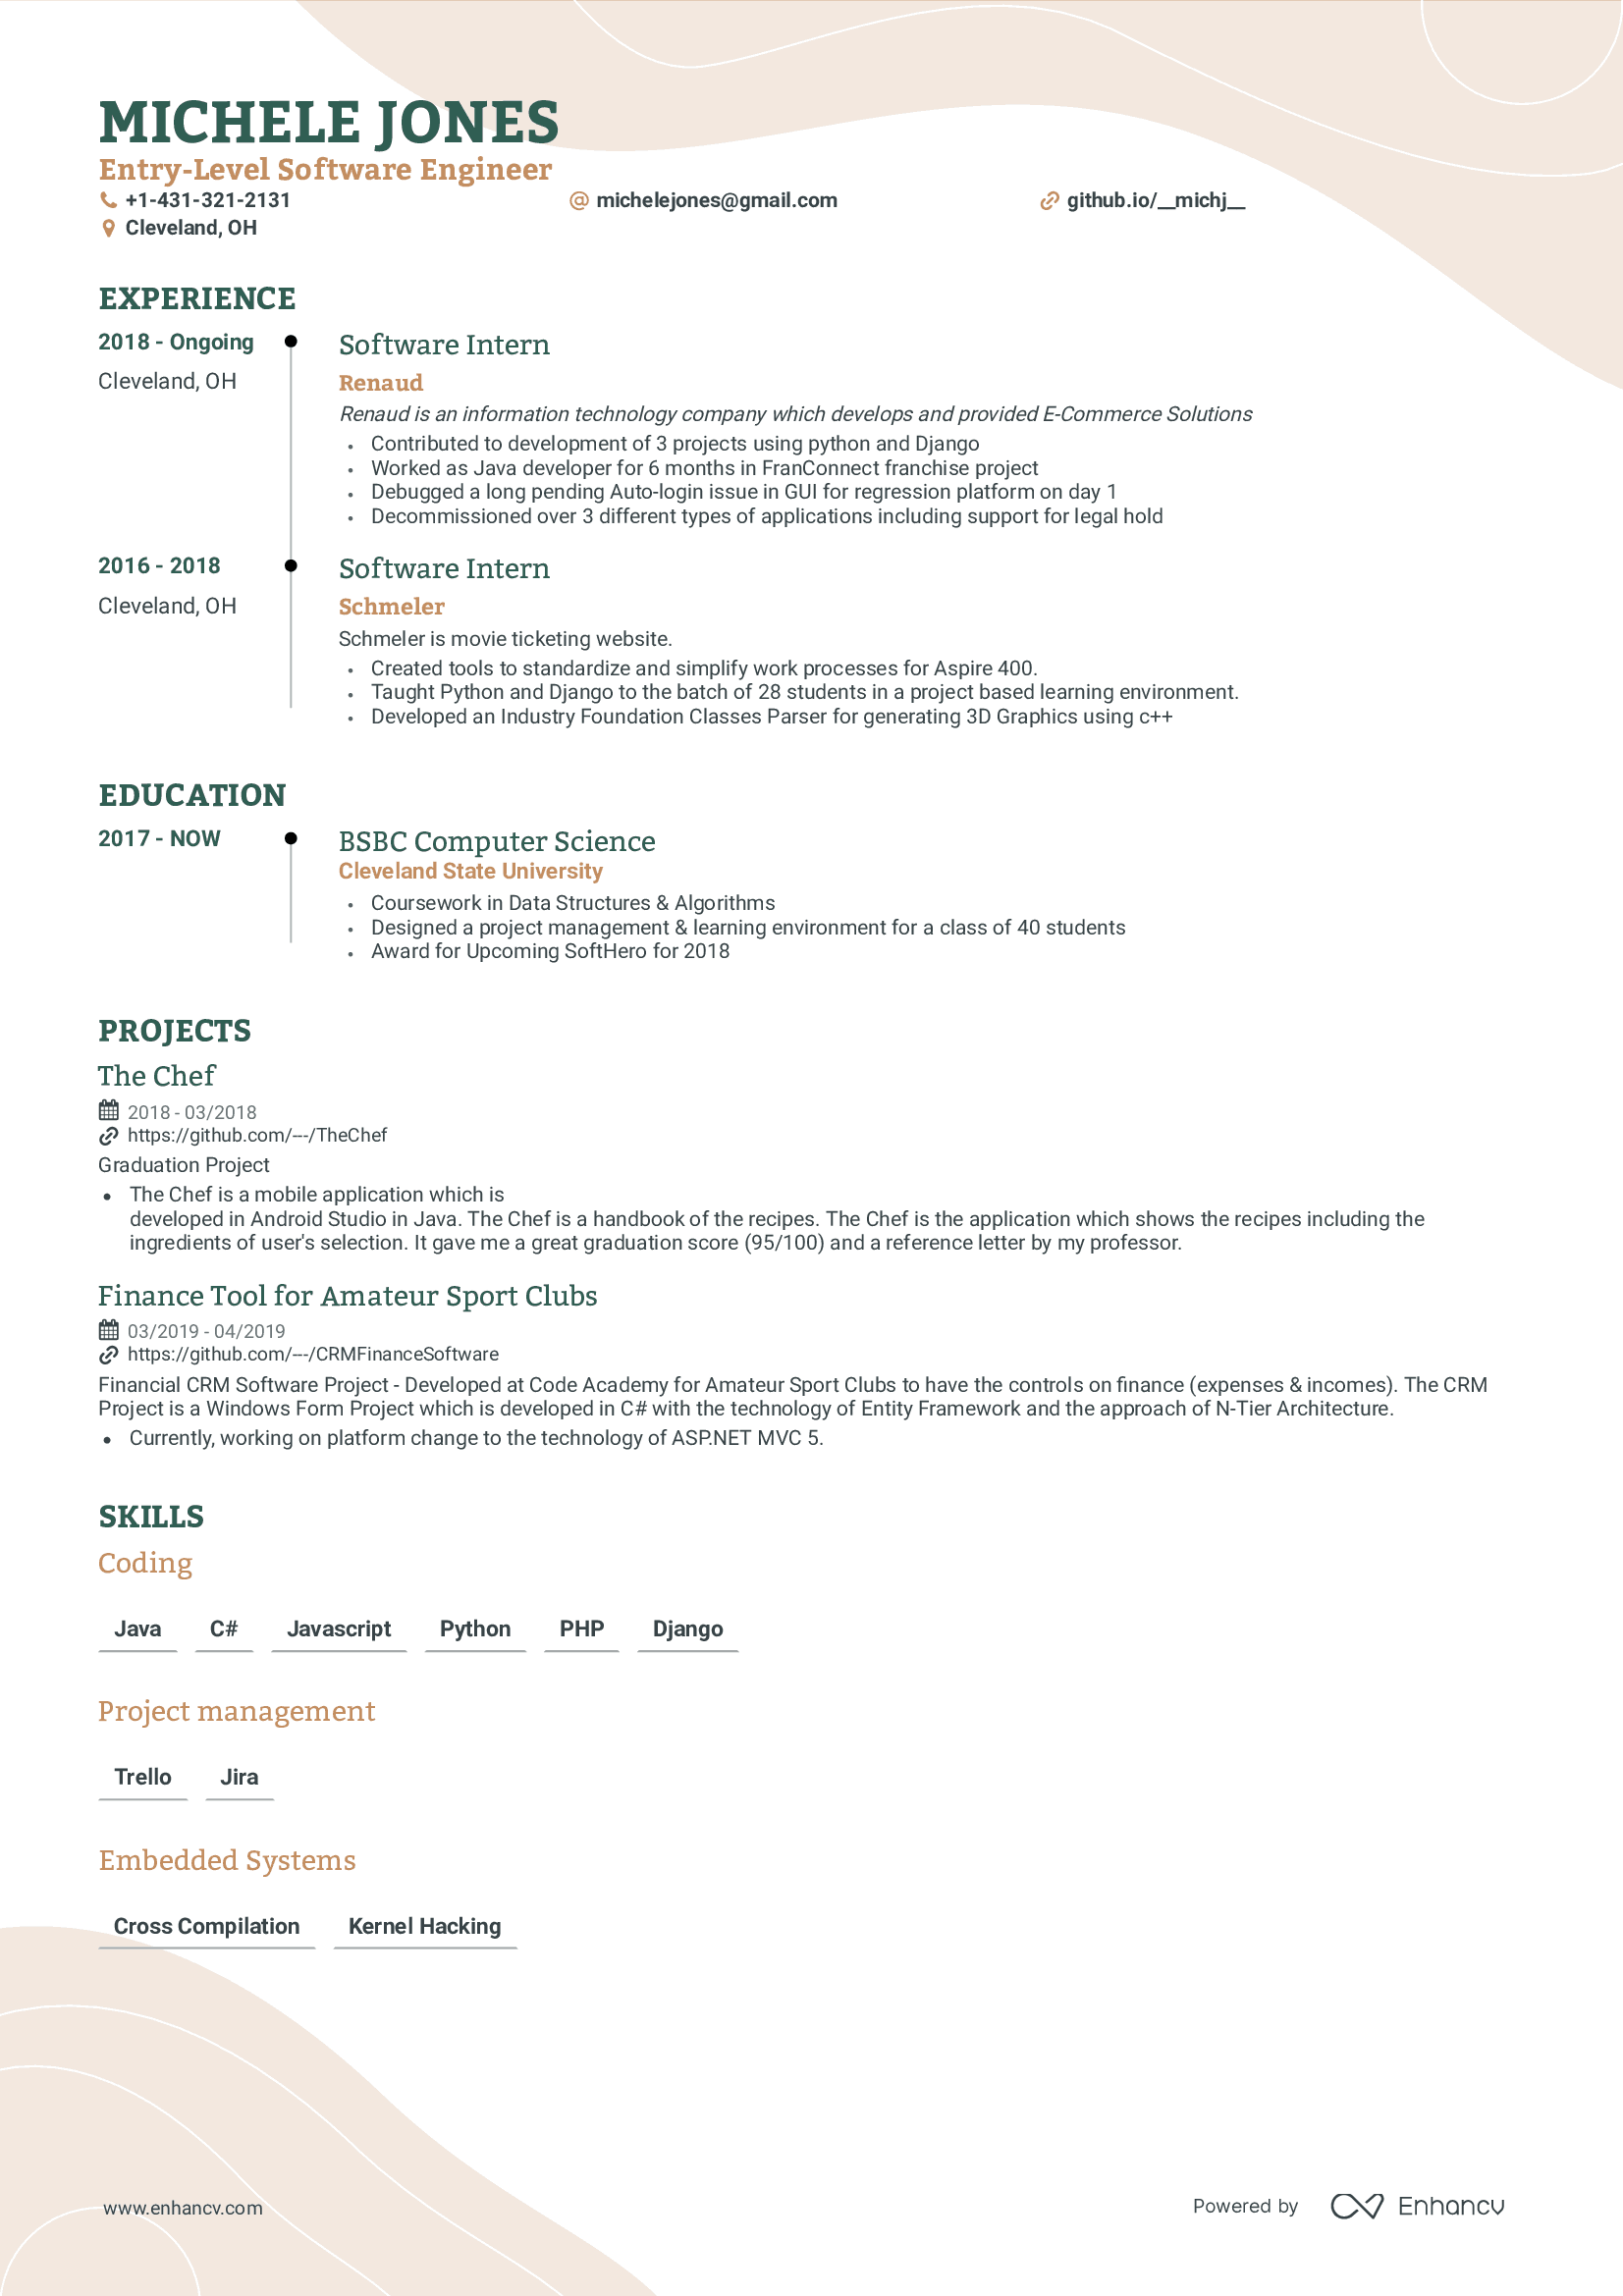 MICHELE JONES
Entry-Level Software Engineer
+1-431-321-2131 michelejones@gmail.com github.io/__michj__
Cleveland, OH
EXPERIENCE
2018 - Ongoing
Cleveland, OH
Software Intern
Renaud
Renaud is an information technology company which develops and provided E-Commerce Solutions
• Contributed to development of 3 projects using python and Django
• Worked as Java developer for 6 months in FranConnect franchise project
• Debugged a long pending Auto-login issue in GUI for regression platform on day 1
• Decommissioned over 3 different types of applications including support for legal hold
2016 - 2018
Cleveland, OH
Software Intern
Schmeler
Schmeler is movie ticketing website.
• Created tools to standardize and simplify work processes for Aspire 400.
• Taught Python and Django to the batch of 28 students in a project based learning environment.
• Developed an Industry Foundation Classes Parser for generating 3D Graphics using c++
EDUCATION
2017 - NOW
BSBC Computer Science
Cleveland State University
• Coursework in Data Structures & Algorithms
• Designed a project management & learning environment for a class of 40 students
• Award for Upcoming SoftHero for 2018
PROJECTS
The Chef
2018 - 03/2018
https://github.com/---/TheChef
Graduation Project
• The Chef is a mobile application which is
developed in Android Studio in Java. The Chef is a handbook of the recipes. The Chef is the application which shows the recipes including the
ingredients of user's selection. It gave me a great graduation score (95/100) and a reference letter by my professor.
Finance Tool for Amateur Sport Clubs
03/2019 - 04/2019
https://github.com/---/CRMFinanceSoftware
Financial CRM Software Project - Developed at Code Academy for Amateur Sport Clubs to have the controls on finance (expenses & incomes). The CRM
Project is a Windows Form Project which is developed in C# with the technology of Entity Framework and the approach of N-Tier Architecture.
• Currently, working on platform change to the technology of ASP.NET MVC 5.
SKILLS
Coding
Java C# Javascript Python PHP Django
Project management
Trello Jira
Embedded Systems
Cross Compilation Kernel Hacking
www.enhancv.com Powered by Enhancv